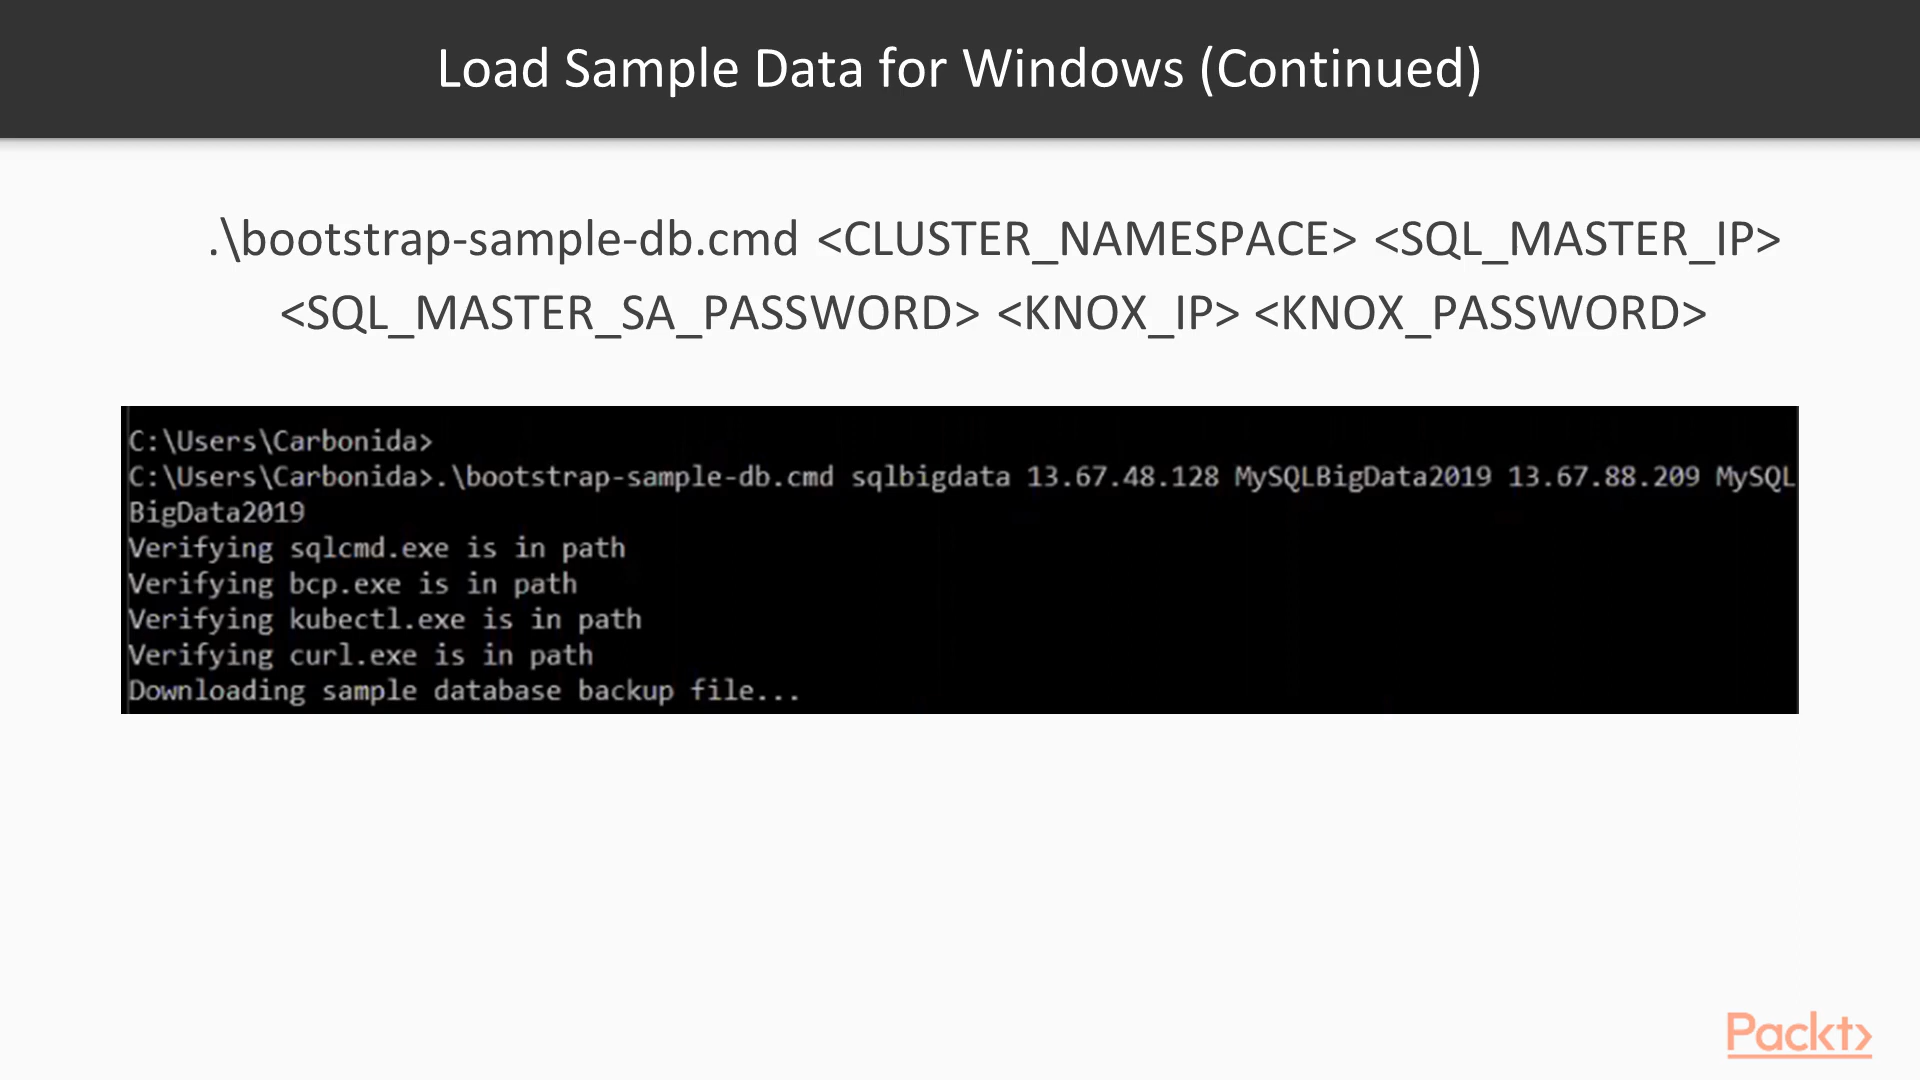 Load Sample Data for Windows (Continued)
.\bootstrap-sample-db.cmd <CLUSTER_NAMESPACE> <SQL_MASTER_IP>
<SQL_MASTER_SA_PASSWORD> <KNOX_IP> <KNOX_PASSWORD>
C:\Users\Carbonida>
C:\Users\Carbonida>.\bootstrap-sample-db.cmd sqlbigdata 13.67.48.128 MySQLBigData2019 13.67.88.209 MySQL
BigData2019
Verifying sqlcmd.exe is in path
Verifying bcp.exe is in path
Verifying kubectl.exe is in path
Verifying curl.exe is in path
Downloading sample database backup file...
Packt>